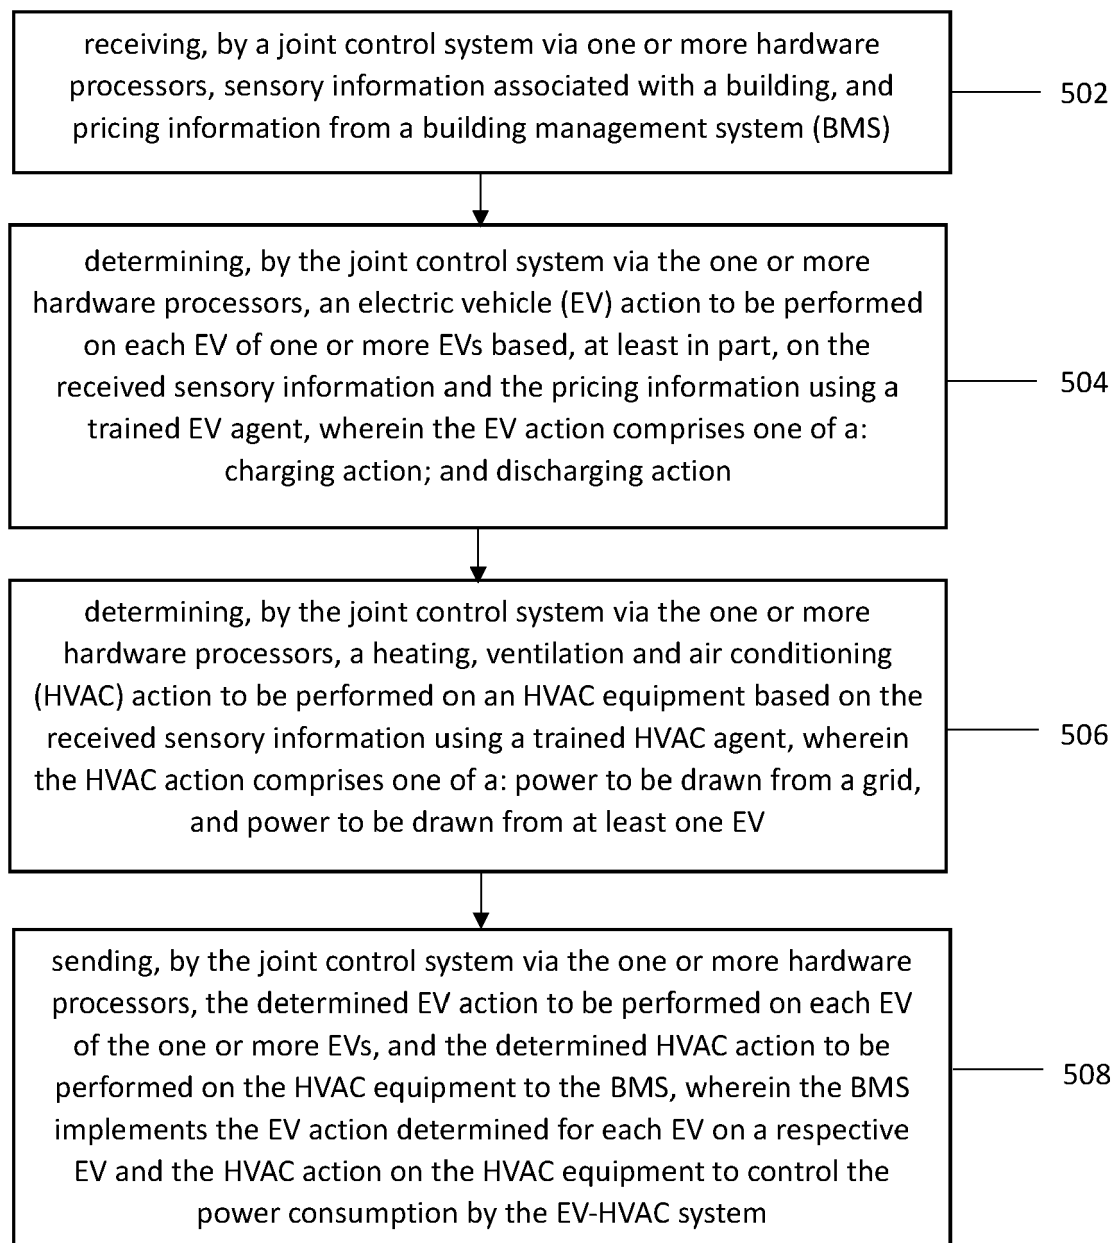 receiving, by a joint control system via one or more hardware
processors, sensory information associated with a building, and
pricing information from a building management system (BMS)
502
determining, by the joint control system via the one or more
hardware processors, an electric vehicle (EV) action to be performed
on each EV of one or more EVs based, at least in part, on the
received sensory information and the pricing information using a
trained EV agent, wherein the EV action comprises one of a:
charging action; and discharging action
504
determining, by the joint control system via the one or more
hardware processors, a heating, ventilation and air conditioning
(HVAC) action to be performed on an HVAC equipment based on the
received sensory information using a trained HVAC agent, wherein
the HVAC action comprises one of a: power to be drawn from a grid,
and power to be drawn from at least one EV
506
sending, by the joint control system via the one or more hardware
processors, the determined EV action to be performed on each EV
of the one or more EVs, and the determined HVAC action to be
performed on the HVAC equipment to the BMS, wherein the BMS
implements the EV action determined for each EV on a respective
EV and the HVAC action on the HVAC equipment to control the
power consumption by the EV-HVAC system
508